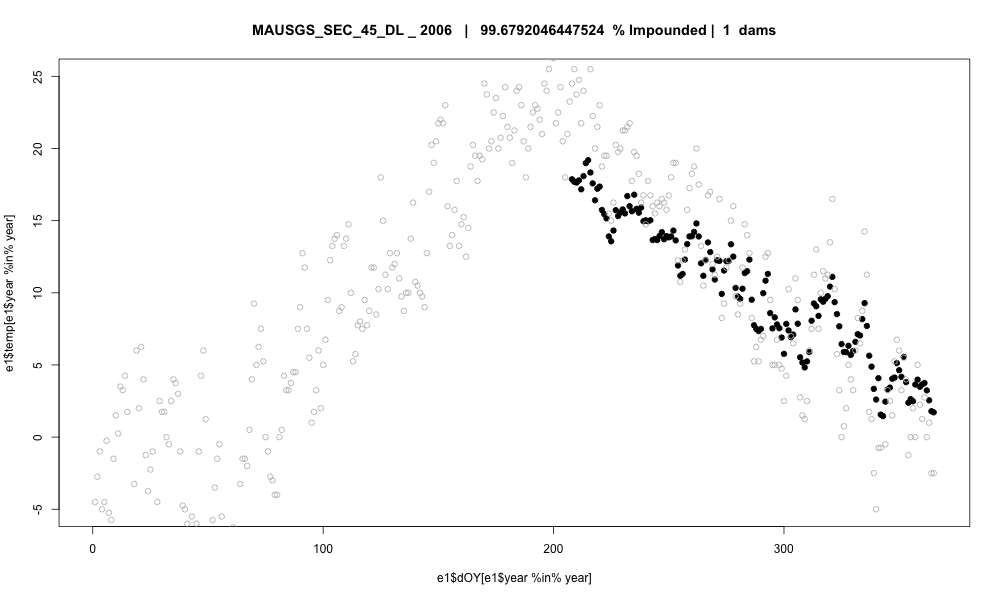 MAUSGS_SEC_45_DL _ 2006 | 99.6792046447524 % Impounded | 1 dams
25
20
15
10
5
0
-5
e1$temp[e1$year %in% year]
0 100 200 300
e1$dOY[e1$year %in% year]